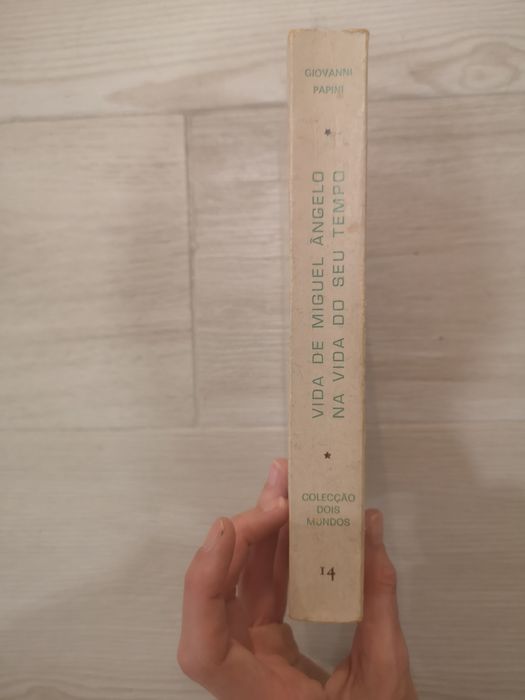 GIOVANNI
PAPINI
VIDA DE MIGUEL ÂNGELO
NA VIDA DO SEU TEMPO
COLECÇÃO
DOIS
MUNDOS
14